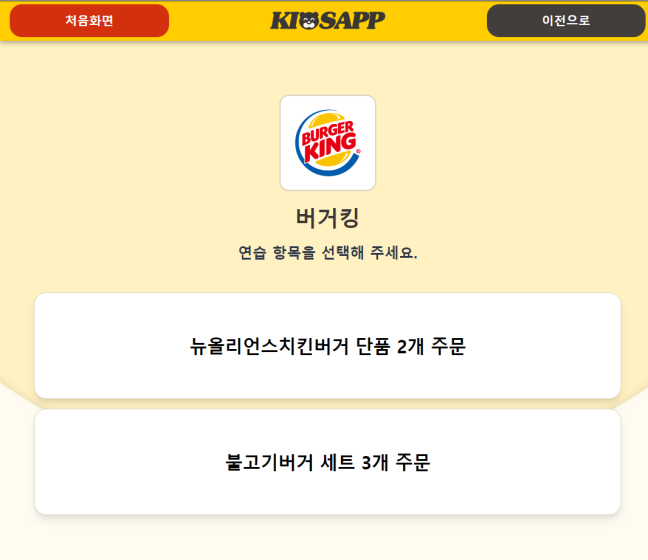 처음화면
KIOSAPP
이전으로
BURGER
KING
®
버거킹
연습 항목을 선택해 주세요.
뉴올리언스치킨버거 단품 2개 주문
불고기버거 세트 3개 주문